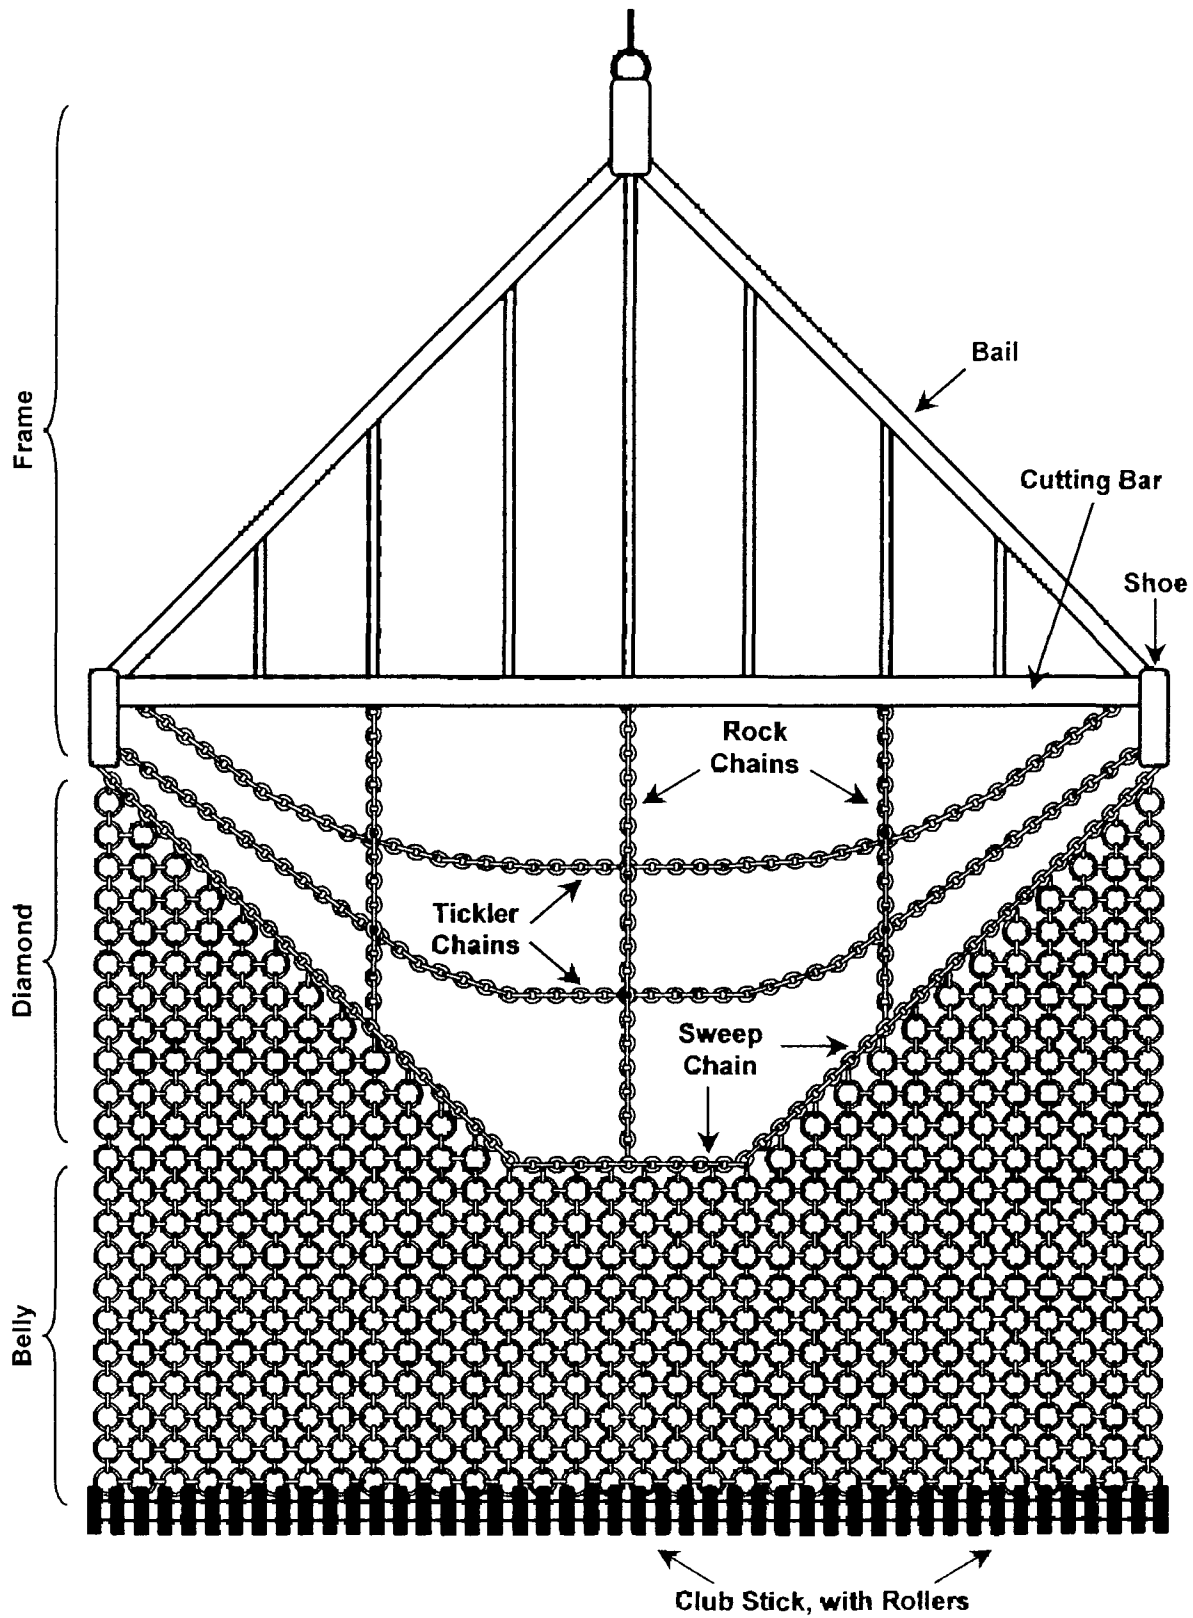 Frame
Bail
Cutting Bar
Shoe
Rock
Chains
Tickler
Chains
Diamond
Sweep
Chain
Belly
Club Stick, with Rollers